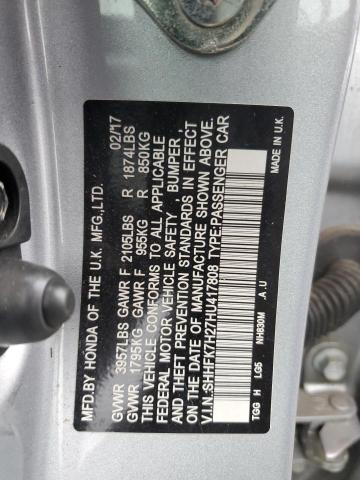 MFD.BY HONDA OF THE U.K. MFG.,LTD. 02/17
GVWR 3957LBS GAWR F 2105LBS R 1874LBS
GVWR 1795KG GAWR F 955KG R 850KG
THIS VEHICLE CONFORMS TO ALL APPLICABLE
FEDERAL MOTOR VEHICLE SAFETY , BUMPER ,
AND THEFT PREVENTION STANDARDS IN EFFECT
ON THE DATE OF MANUFACTURE SHOWN ABOVE.
V.I.N.SHHFK7H27HU417808 TYPE:PASSENGER CAR
TGG H LG5 NH830M .A.U MADE IN U.K.